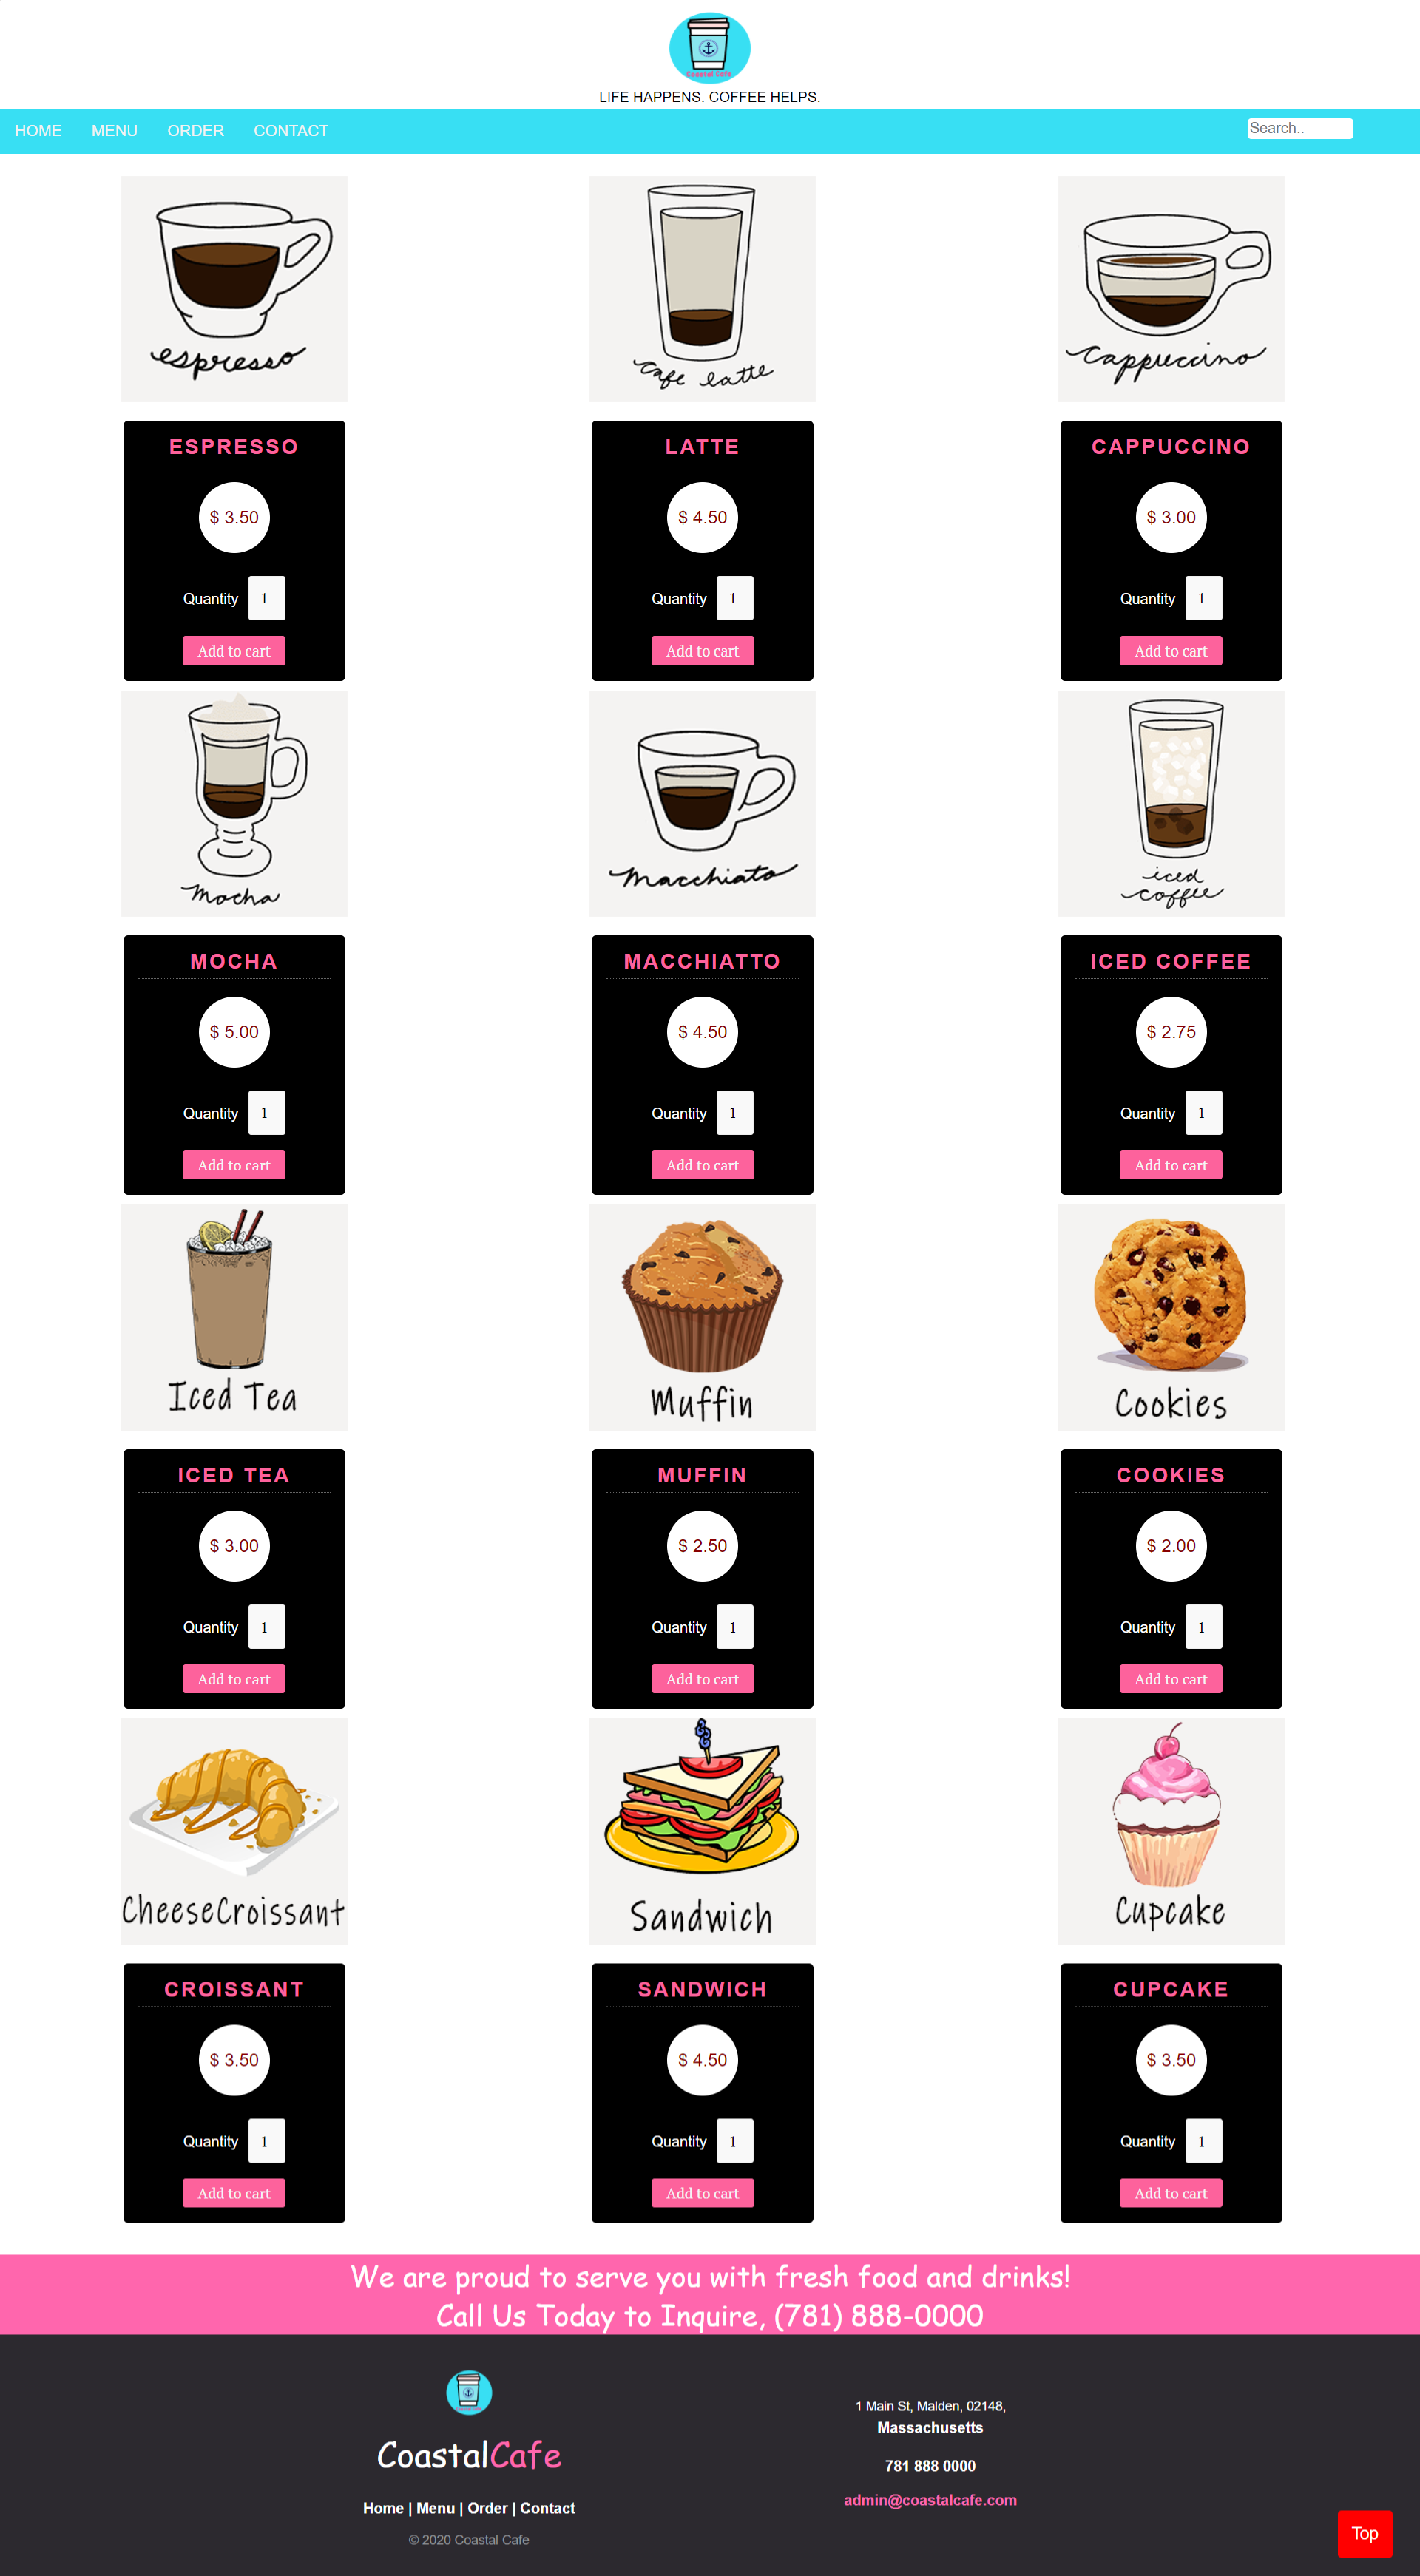 Coastal Cafe
LIFE HAPPENS. COFFEE HELPS.
HOME MENU ORDER CONTACT Search..
espresso
Cafe latte
Cappuccino
ESPRESSO
$ 3.50
Quantity 1
Add to cart
LATTE
$ 4.50
Quantity 1
Add to cart
CAPPUCCINO
$ 3.00
Quantity 1
Add to cart
Mocha
Macchiato
iced
coffee
MOCHA
$ 5.00
Quantity 1
Add to cart
MACCHIATTO
$ 4.50
Quantity 1
Add to cart
ICED COFFEE
$ 2.75
Quantity 1
Add to cart
Iced Tea
Muffin
Cookies
ICED TEA
$ 3.00
Quantity 1
Add to cart
MUFFIN
$ 2.50
Quantity 1
Add to cart
COOKIES
$ 2.00
Quantity 1
Add to cart
CheeseCroissant
Sandwich
Cupcake
CROISSANT
$ 3.50
Quantity 1
Add to cart
SANDWICH
$ 4.50
Quantity 1
Add to cart
CUPCAKE
$ 3.50
Quantity 1
Add to cart
We are proud to serve you with fresh food and drinks!
Call Us Today to Inquire, (781) 888-0000
CoastalCafe
Home | Menu | Order | Contact
© 2020 Coastal Cafe
1 Main St, Malden, 02148,
Massachusetts
781 888 0000
admin@coastalcafe.com
Top